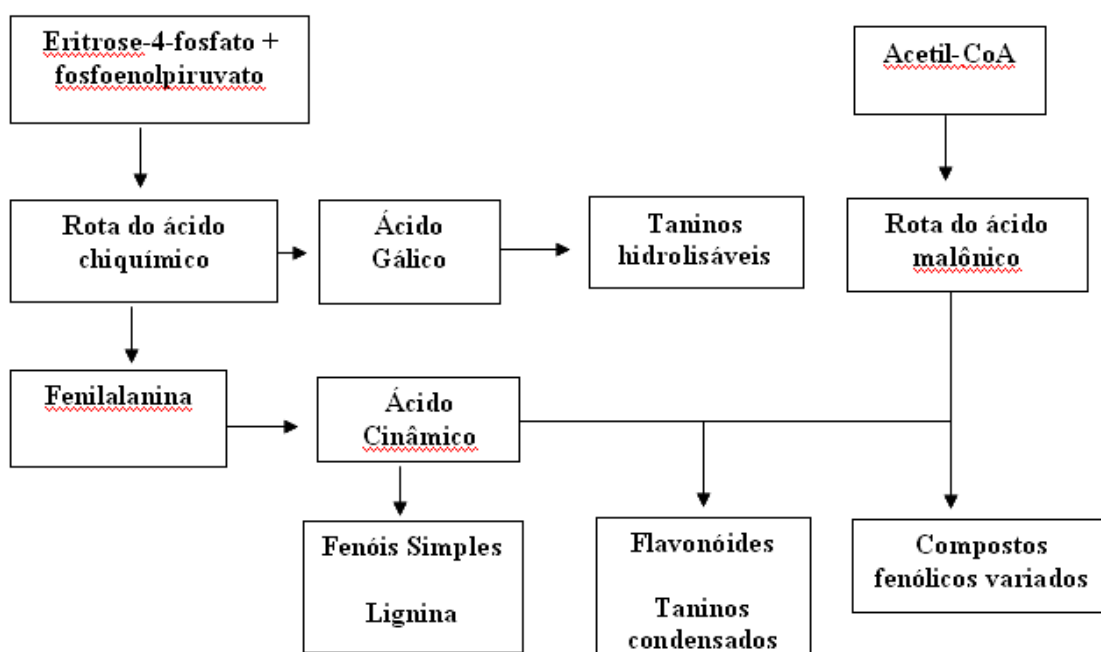 Eritrose-4-fosfato +
fosfoenolpiruvato
Acetil-CoA
Rota do ácido
chiquímico
Ácido
Gálico
Taninos
hidrolisáveis
Rota do ácido
malônico
Fenilalanina
Ácido
Cinâmico
Fenóis Simples
Lignina
Flavonóides
Taninos
condensados
Compostos
fenólicos variados